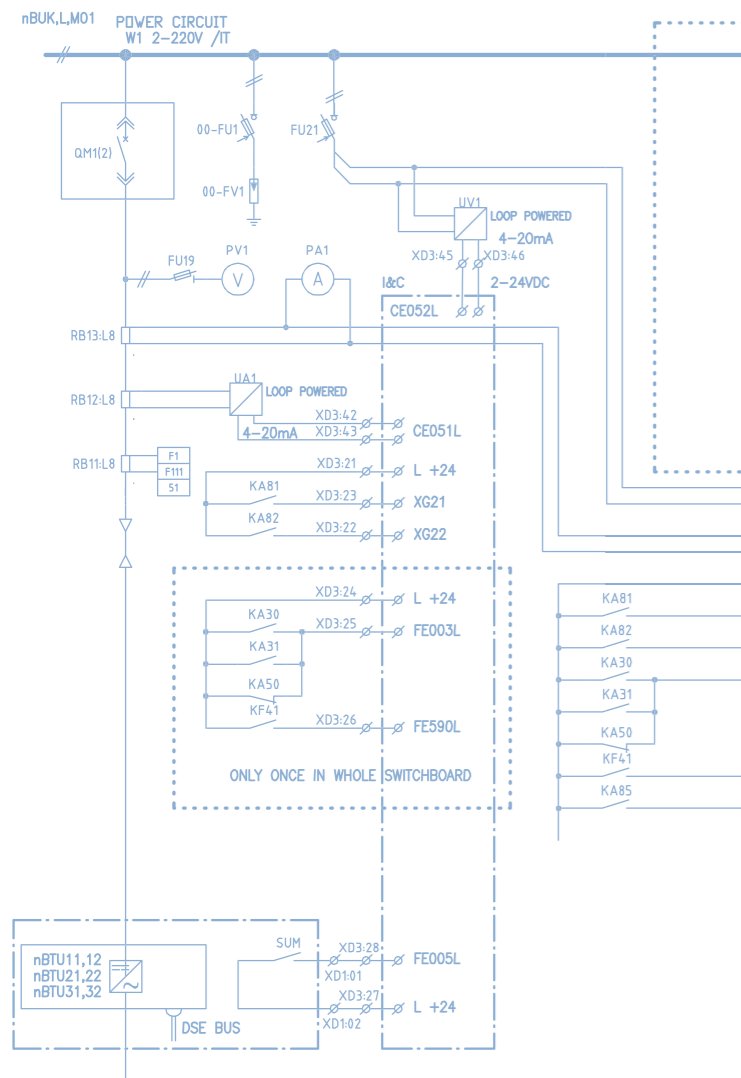 nBUK,L,M01
POWER CIRCUIT
W1 2-220V /IT
QM1(2)
00-FU1
FU21
00-FV1
UV1
LOOP POWERED
4-20mA
XD3:45
XD3:46
FU19
PV1
V
PA1
A
I&C
2-24VDC
CE052L
RB13:L8
UA1
LOOP POWERED
RB12:L8
4-20mA
XD3:42
XD3:43
CE051L
RB11:L8
F1
F111
51
XD3:21
L +24
KA81
XD3:23
XG21
KA82
XD3:22
XG22
XD3:24
L +24
KA30
XD3:25
FE003L
KA31
KA50
KF41
XD3:26
FE590L
ONLY ONCE IN WHOLE SWITCHBOARD
KA81
KA82
KA30
KA31
KA50
KF41
KA85
nBTU11,12
nBTU21,22
nBTU31,32
DSE BUS
SUM
XD3:28
FE005L
XD1:01
XD3:27
L +24
XD1:02